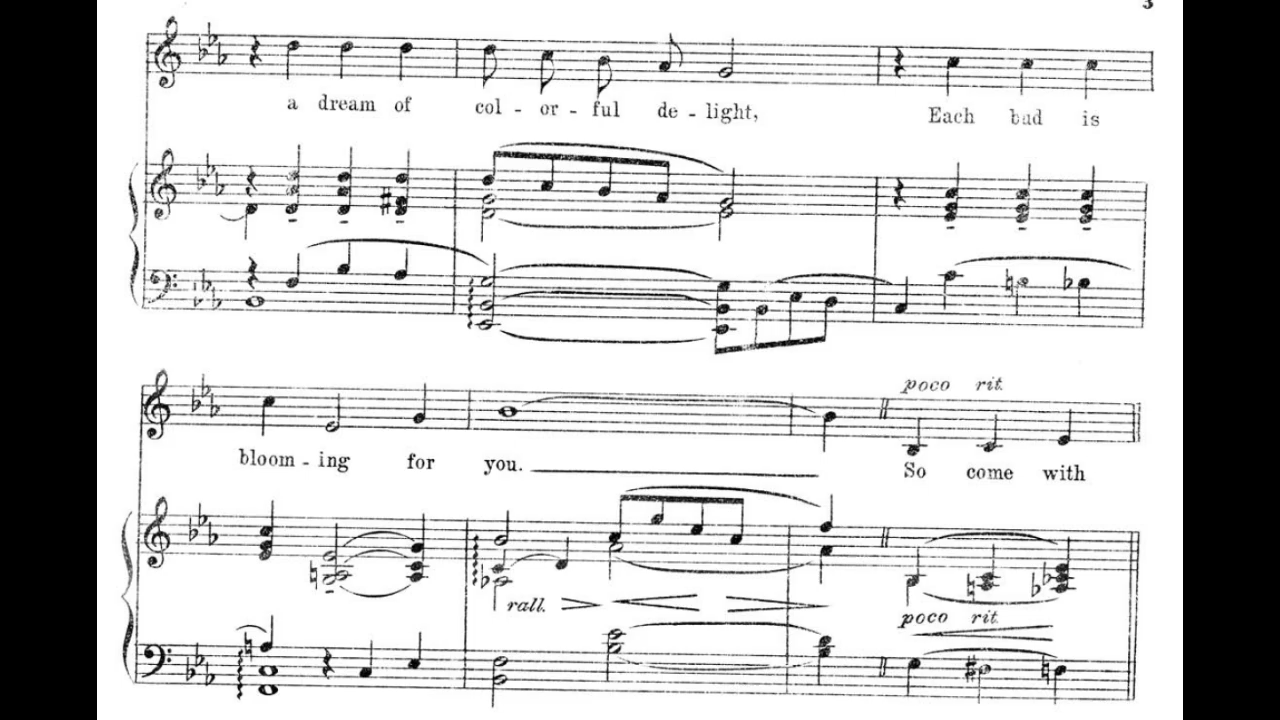 3
a dream of col - or - ful de - light, Each bud is
poco rit.
bloom - ing for you. So come with
rall.
poco rit.